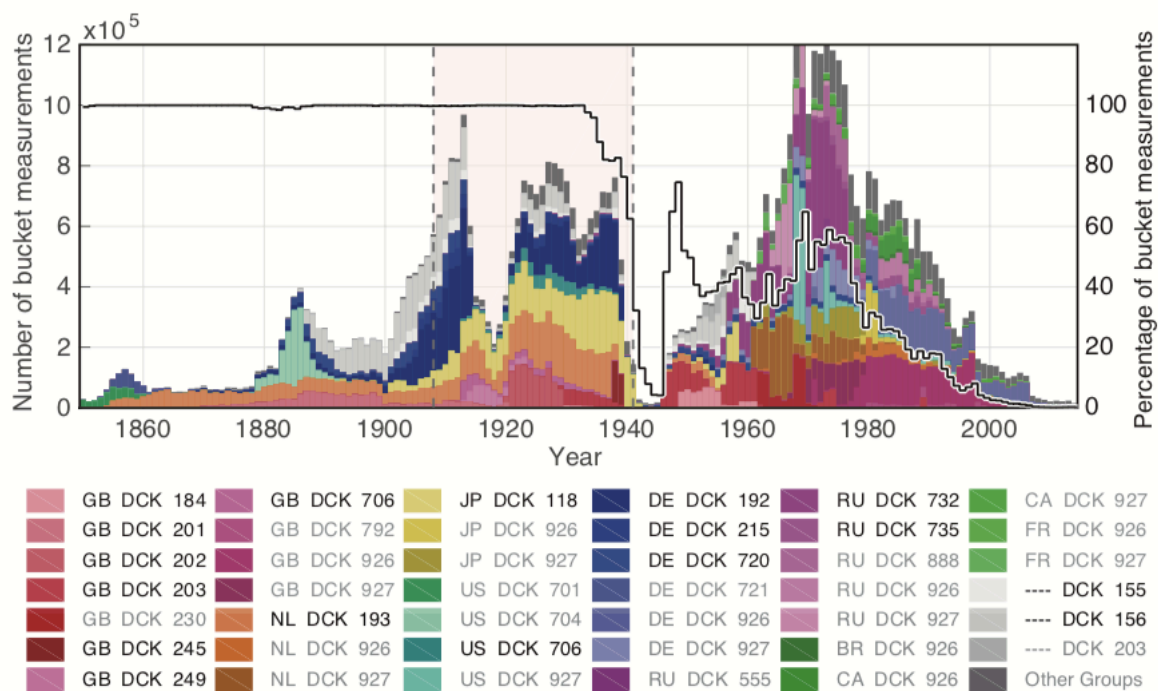 x10^5
Number of bucket measurements
12
10
8
6
4
2
0
100
80
60
40
20
0
Percentage of bucket measurements
1860 1880 1900 1920 1940 1960 1980 2000
Year
GB DCK 184 GB DCK 706 JP DCK 118 DE DCK 192 RU DCK 732 CA DCK 927
GB DCK 201 GB DCK 792 JP DCK 926 DE DCK 215 RU DCK 735 FR DCK 926
GB DCK 202 GB DCK 926 JP DCK 927 DE DCK 720 RU DCK 888 FR DCK 927
GB DCK 203 GB DCK 927 US DCK 701 DE DCK 721 RU DCK 926 DCK 155
GB DCK 230 NL DCK 193 US DCK 704 DE DCK 926 RU DCK 927 DCK 156
GB DCK 245 NL DCK 926 US DCK 706 DE DCK 927 BR DCK 926 DCK 203
GB DCK 249 NL DCK 927 US DCK 927 RU DCK 555 CA DCK 926 Other Groups